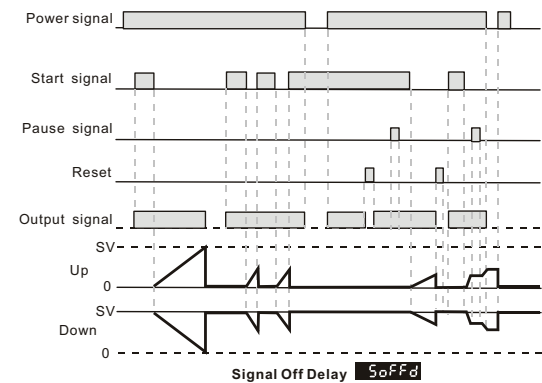 Power signal
Start signal
Pause signal
Reset
Output signal
SV
Up
0
SV
Down
0
Signal Off Delay SoFFd